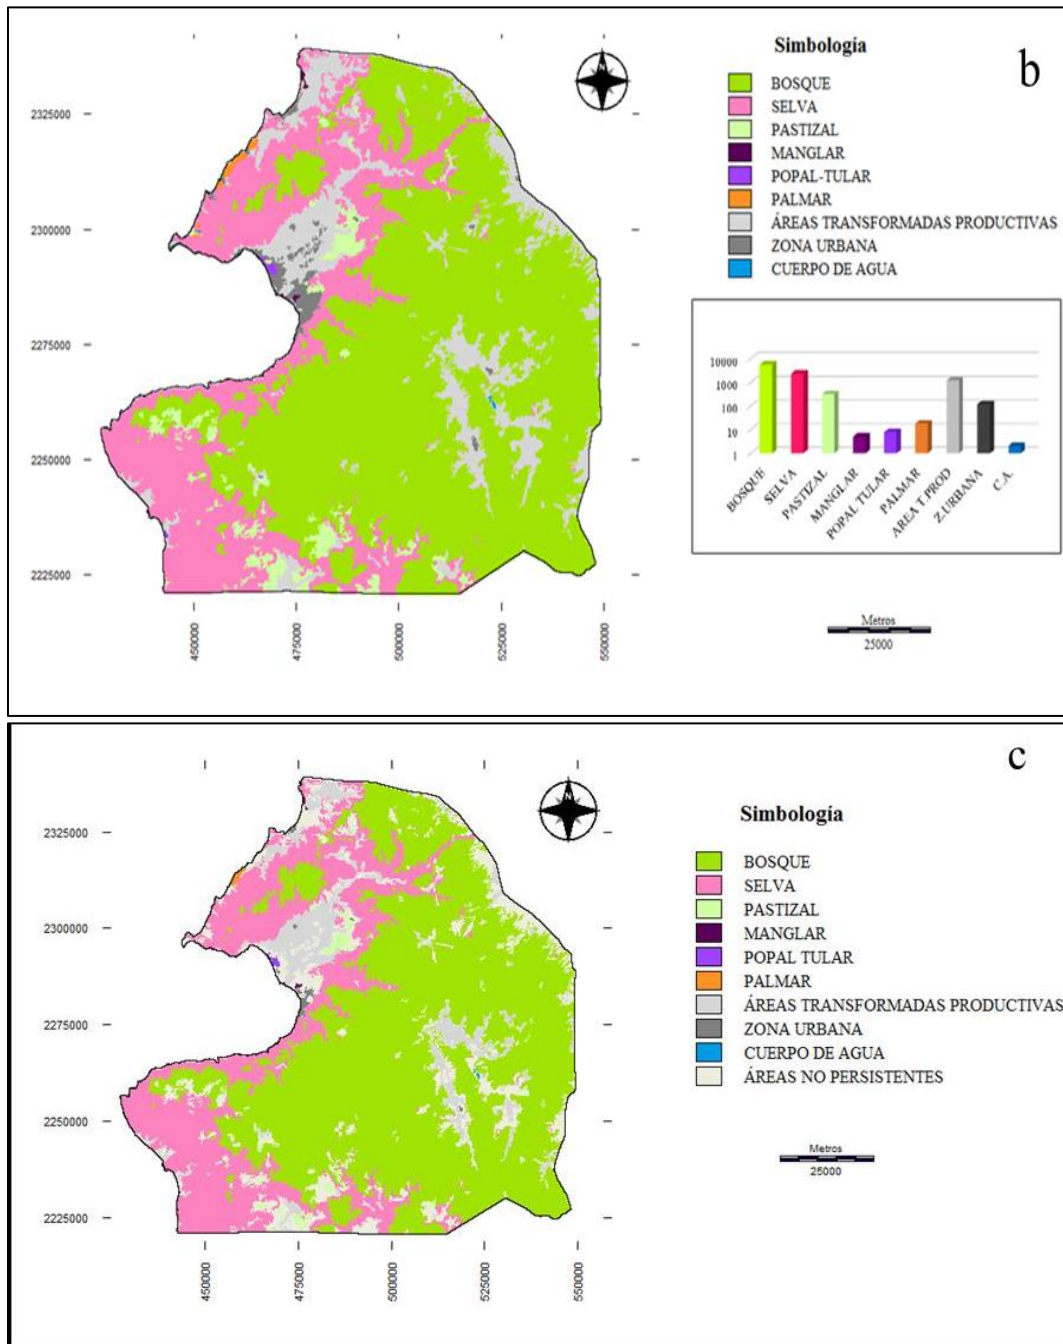 b
Simbología
BOSQUE
SELVA
PASTIZAL
MANGLAR
POPAL-TULAR
PALMAR
ÁREAS TRANSFORMADAS PRODUCTIVAS
ZONA URBANA
CUERPO DE AGUA
N
2325000
2300000
2275000
2250000
2225000
450000
475000
500000
525000
550000
10000
1000
100
10
1
BOSQUE
SELVA
PASTIZAL
MANGLAR
POPAL TULAR
PALMAR
AREA T.PROD
Z.URBANA
C.A.
Metros
25000
c
Simbología
BOSQUE
SELVA
PASTIZAL
MANGLAR
POPAL TULAR
PALMAR
ÁREAS TRANSFORMADAS PRODUCTIVAS
ZONA URBANA
CUERPO DE AGUA
ÁREAS NO PERSISTENTES
N
2325000
2300000
2275000
2250000
2225000
450000
475000
500000
525000
550000
Metros
25000